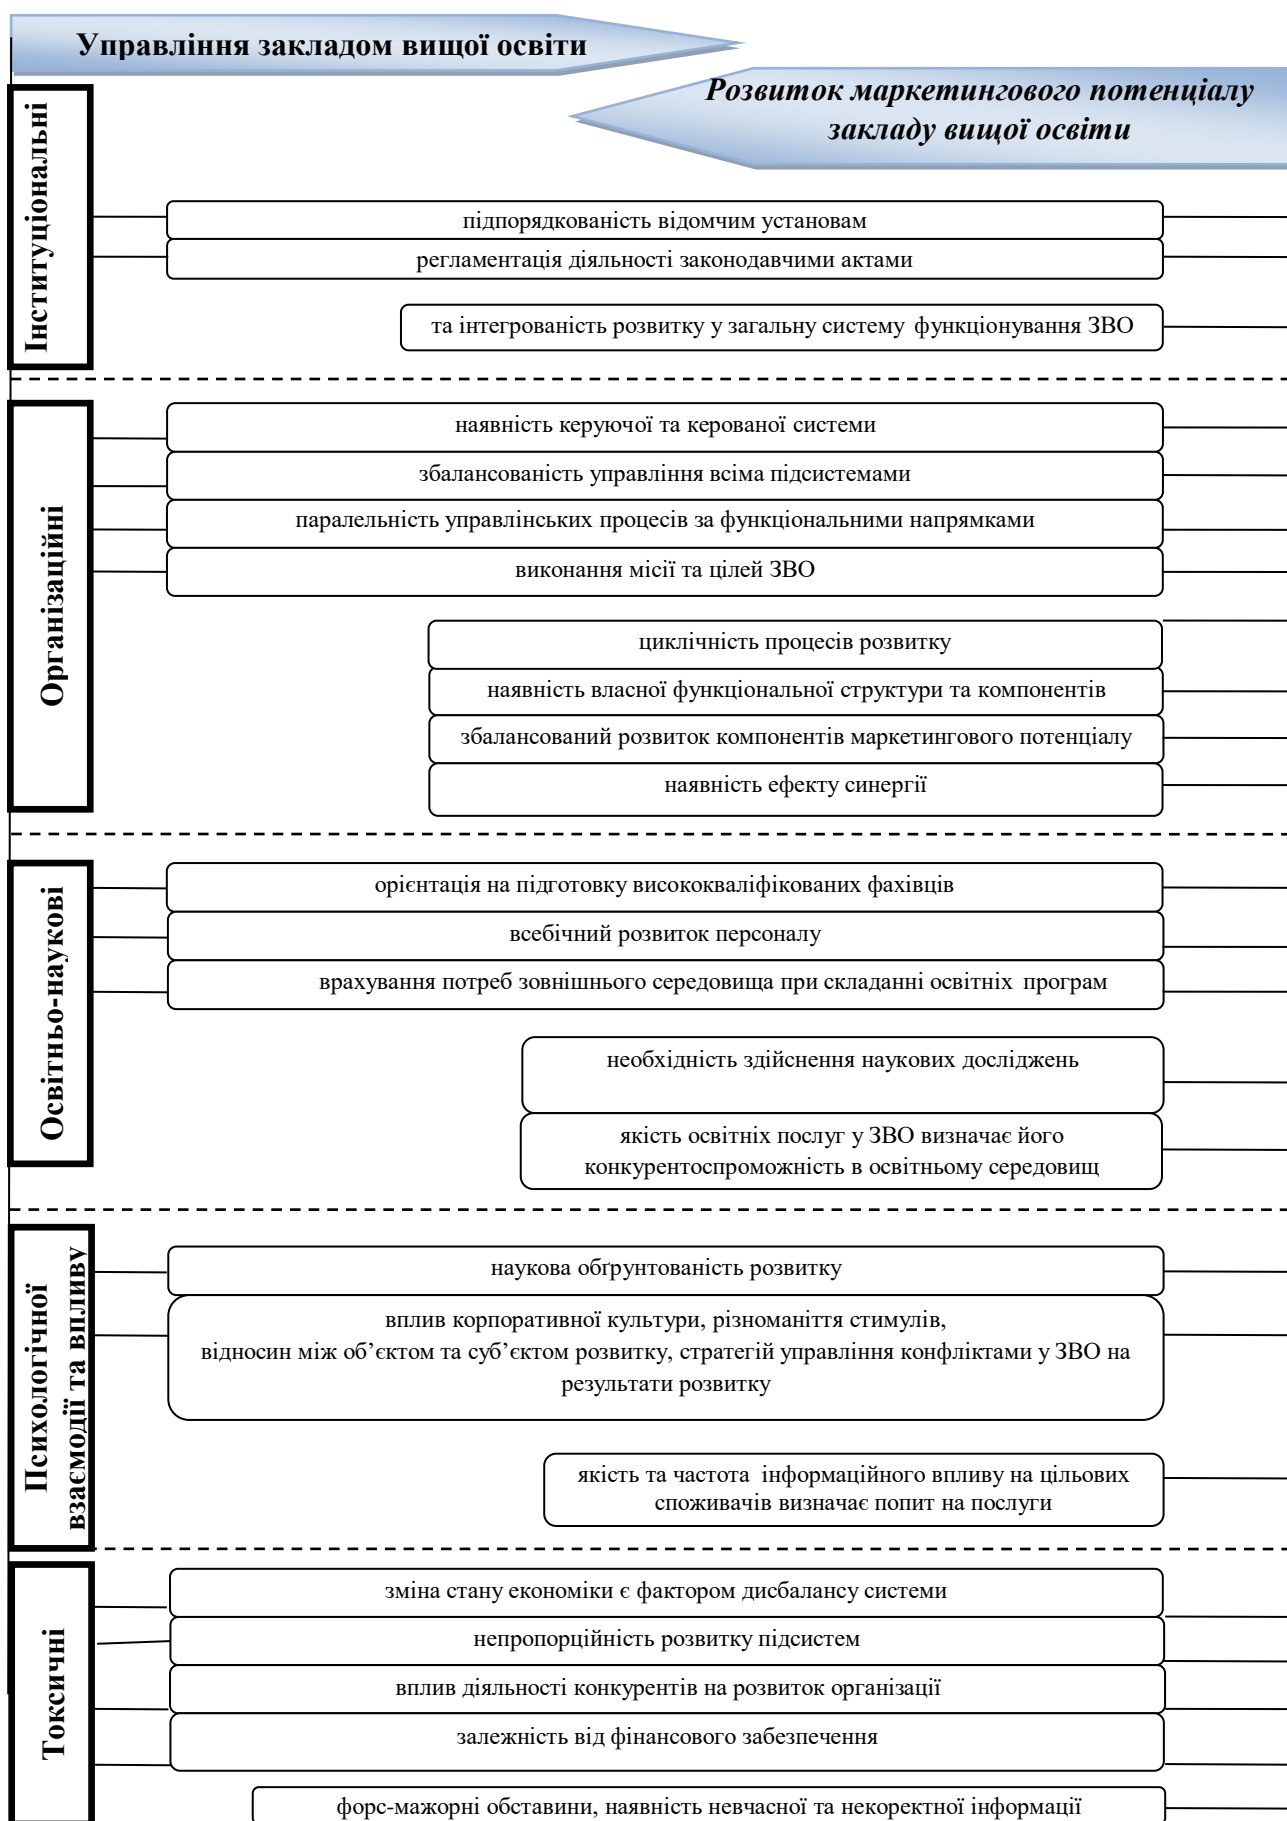 Управління закладом вищої освіти
Розвиток маркетингового потенціалу
закладу вищої освіти
Інституціональні
підпорядкованість відомчим установам
регламентація діяльності законодавчими актами
та інтегрованість розвитку у загальну систему функціонування ЗВО
Організаційні
наявність керуючої та керованої системи
збалансованість управління всіма підсистемами
паралельність управлінських процесів за функціональними напрямками
виконання місії та цілей ЗВО
циклічність процесів розвитку
наявність власної функціональної структури та компонентів
збалансований розвиток компонентів маркетингового потенціалу
наявність ефекту синергії
Освітньо-наукові
орієнтація на підготовку висококваліфікованих фахівців
всебічний розвиток персоналу
врахування потреб зовнішнього середовища при складанні освітніх програм
необхідність здійснення наукових досліджень
якість освітніх послуг у ЗВО визначає його
конкурентоспроможність в освітньому середовищ
Психологічної
взаємодії та впливу
наукова обґрунтованість розвитку
вплив корпоративної культури, різноманіття стимулів,
відносин між об’єктом та суб’єктом розвитку, стратегій управління конфліктами у ЗВО на
результати розвитку
якість та частота інформаційного впливу на цільових
споживачів визначає попит на послуги
Токсичні
зміна стану економіки є фактором дисбалансу системи
непропорційність розвитку підсистем
вплив діяльності конкурентів на розвиток організації
залежність від фінансового забезпечення
форс-мажорні обставини, наявність невчасної та некоректної інформації